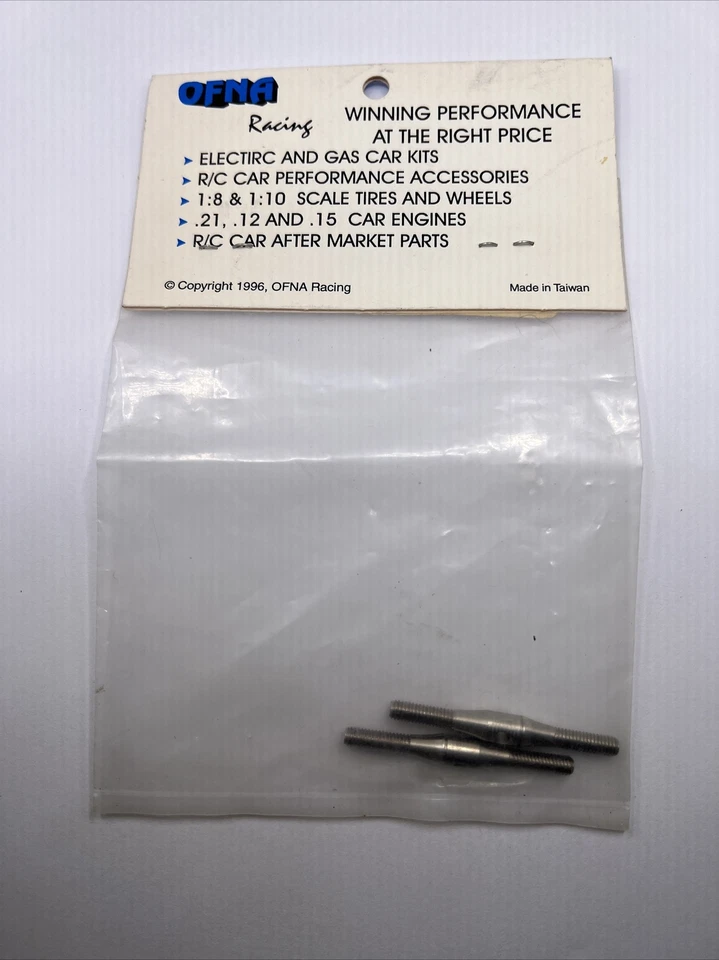 OFNA
Racing
WINNING PERFORMANCE
AT THE RIGHT PRICE
➤ ELECTIRC AND GAS CAR KITS
➤ R/C CAR PERFORMANCE ACCESSORIES
➤ 1:8 & 1:10 SCALE TIRES AND WHEELS
➤ .21, .12 AND .15 CAR ENGINES
➤ R/C CAR AFTER MARKET PARTS
© Copyright 1996, OFNA Racing
Made in Taiwan